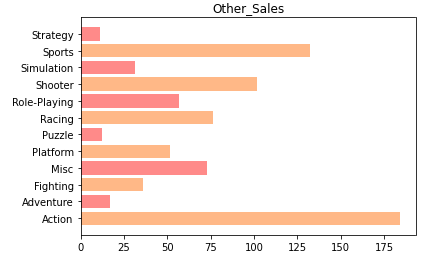 Other_Sales
Strategy
Sports
Simulation
Shooter
Role-Playing
Racing
Puzzle
Platform
Misc
Fighting
Adventure
Action
0 25 50 75 100 125 150 175